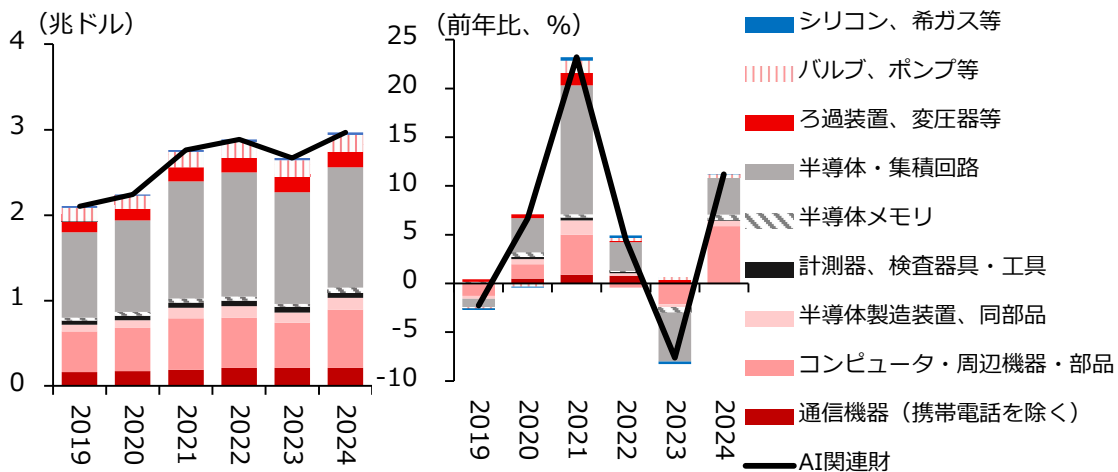 （兆ドル）
4
3
2
1
0
2019
2020
2021
2022
2023
2024
（前年比、%）
25
20
15
10
5
0
-5
-10
2019
2020
2021
2022
2023
2024
シリコン、希ガス等
バルブ、ポンプ等
ろ過装置、変圧器等
半導体・集積回路
半導体メモリ
計測器、検査器具・工具
半導体製造装置、同部品
コンピュータ・周辺機器・部品
通信機器（携帯電話を除く）
AI関連財